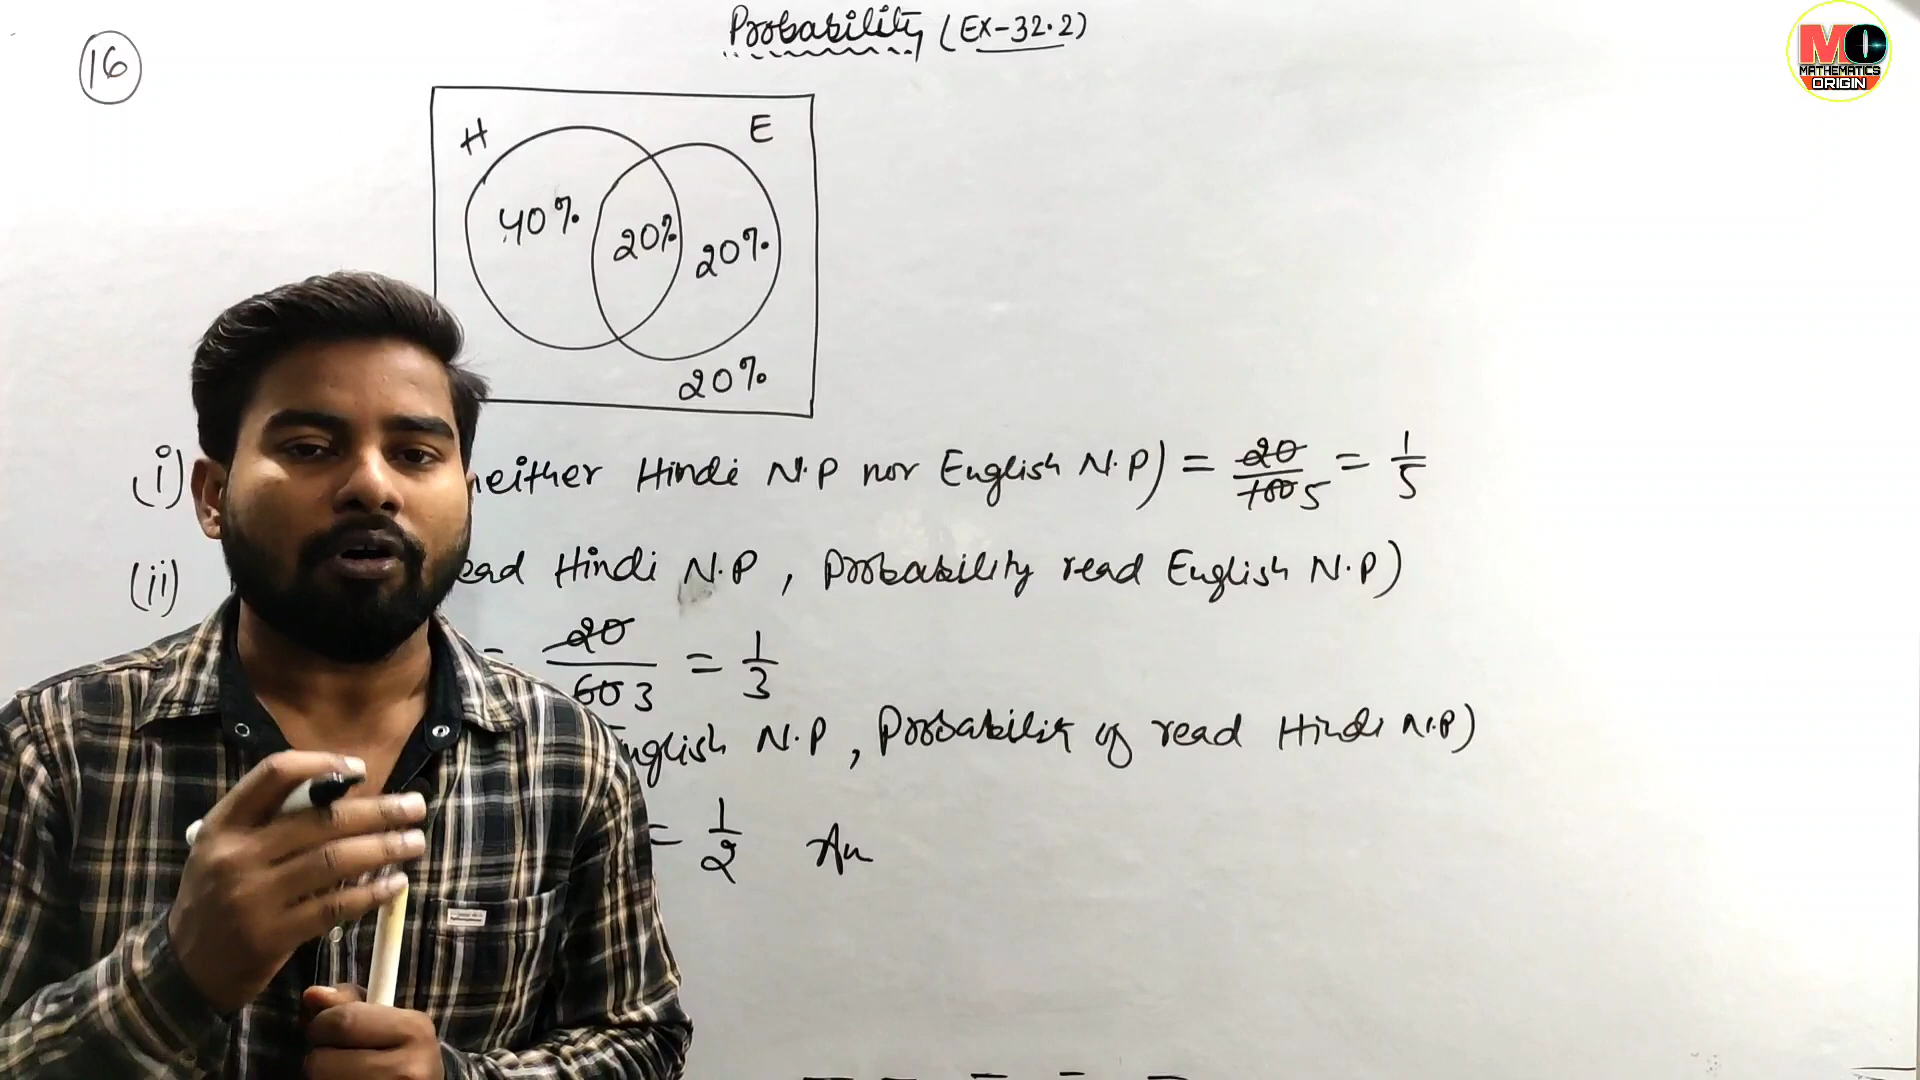 Probability (Ex-32.2)
MC
MATHEMATICS
ORIGIN
16
H
E
40%
20%
20%
20%
(i) neither Hindi N.P nor English N.P) = 20/100 5 = 1/5
(ii) ead Hindi N.P, Probability read English N.P)
= 20/60 3 = 1/3
nglish N.P, Probability of read Hindi N.P)
= 1/2 An